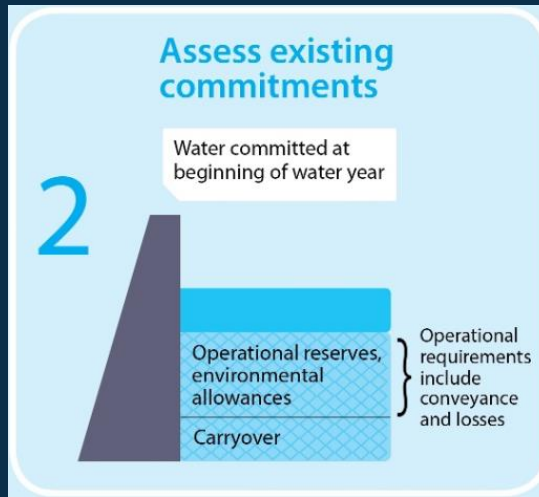 Assess existing
commitments
Water committed at
beginning of water year
2
Operational reserves,
environmental
allowances
Operational
requirements
include
conveyance
and losses
Carryover